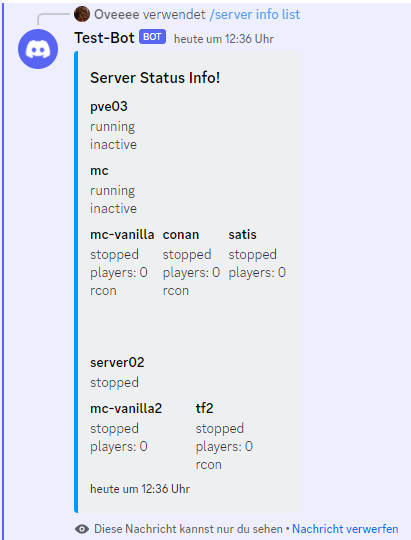 Oveeee verwendet /server info list
Test-Bot BOT heute um 12:36 Uhr
Server Status Info!
pve03
running
inactive
mc
running
inactive
mc-vanilla conan satis
stopped stopped stopped
players: 0 players: 0 players: 0
rcon rcon
server02
stopped
mc-vanilla2 tf2
stopped stopped
players: 0 players: 0
rcon
heute um 12:36 Uhr
Diese Nachricht kannst nur du sehen • Nachricht verwerfen